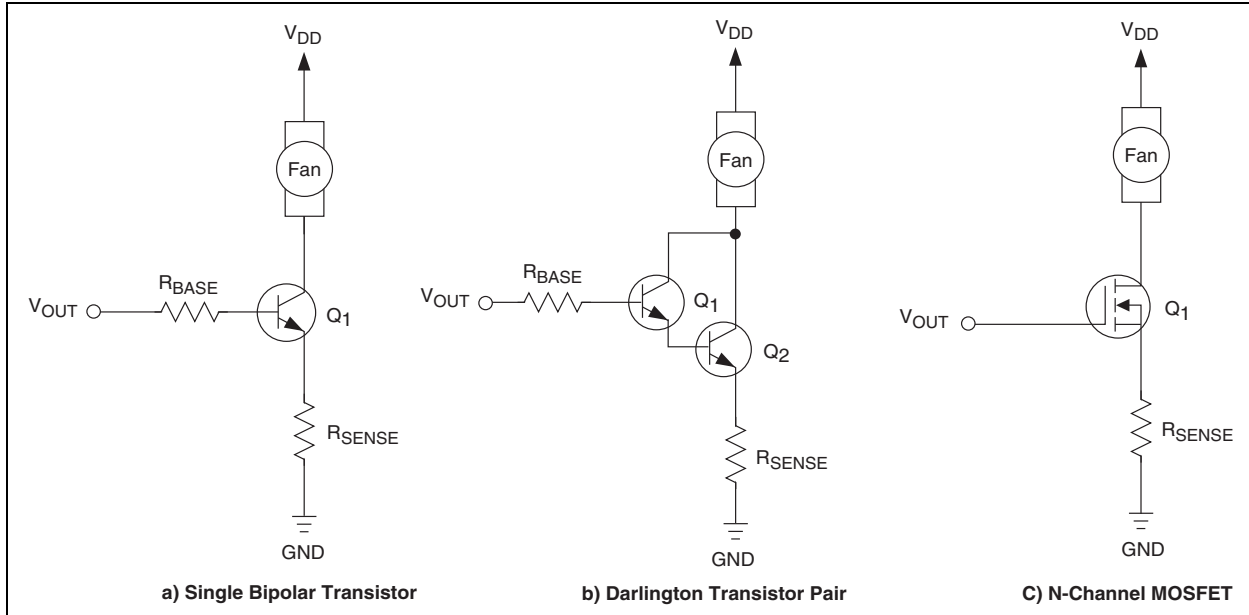 VDD
Fan
RBASE
VOUT
Q1
RSENSE
GND
a) Single Bipolar Transistor
VDD
Fan
RBASE
VOUT
Q1
Q2
RSENSE
GND
b) Darlington Transistor Pair
VDD
Fan
VOUT
Q1
RSENSE
GND
C) N-Channel MOSFET